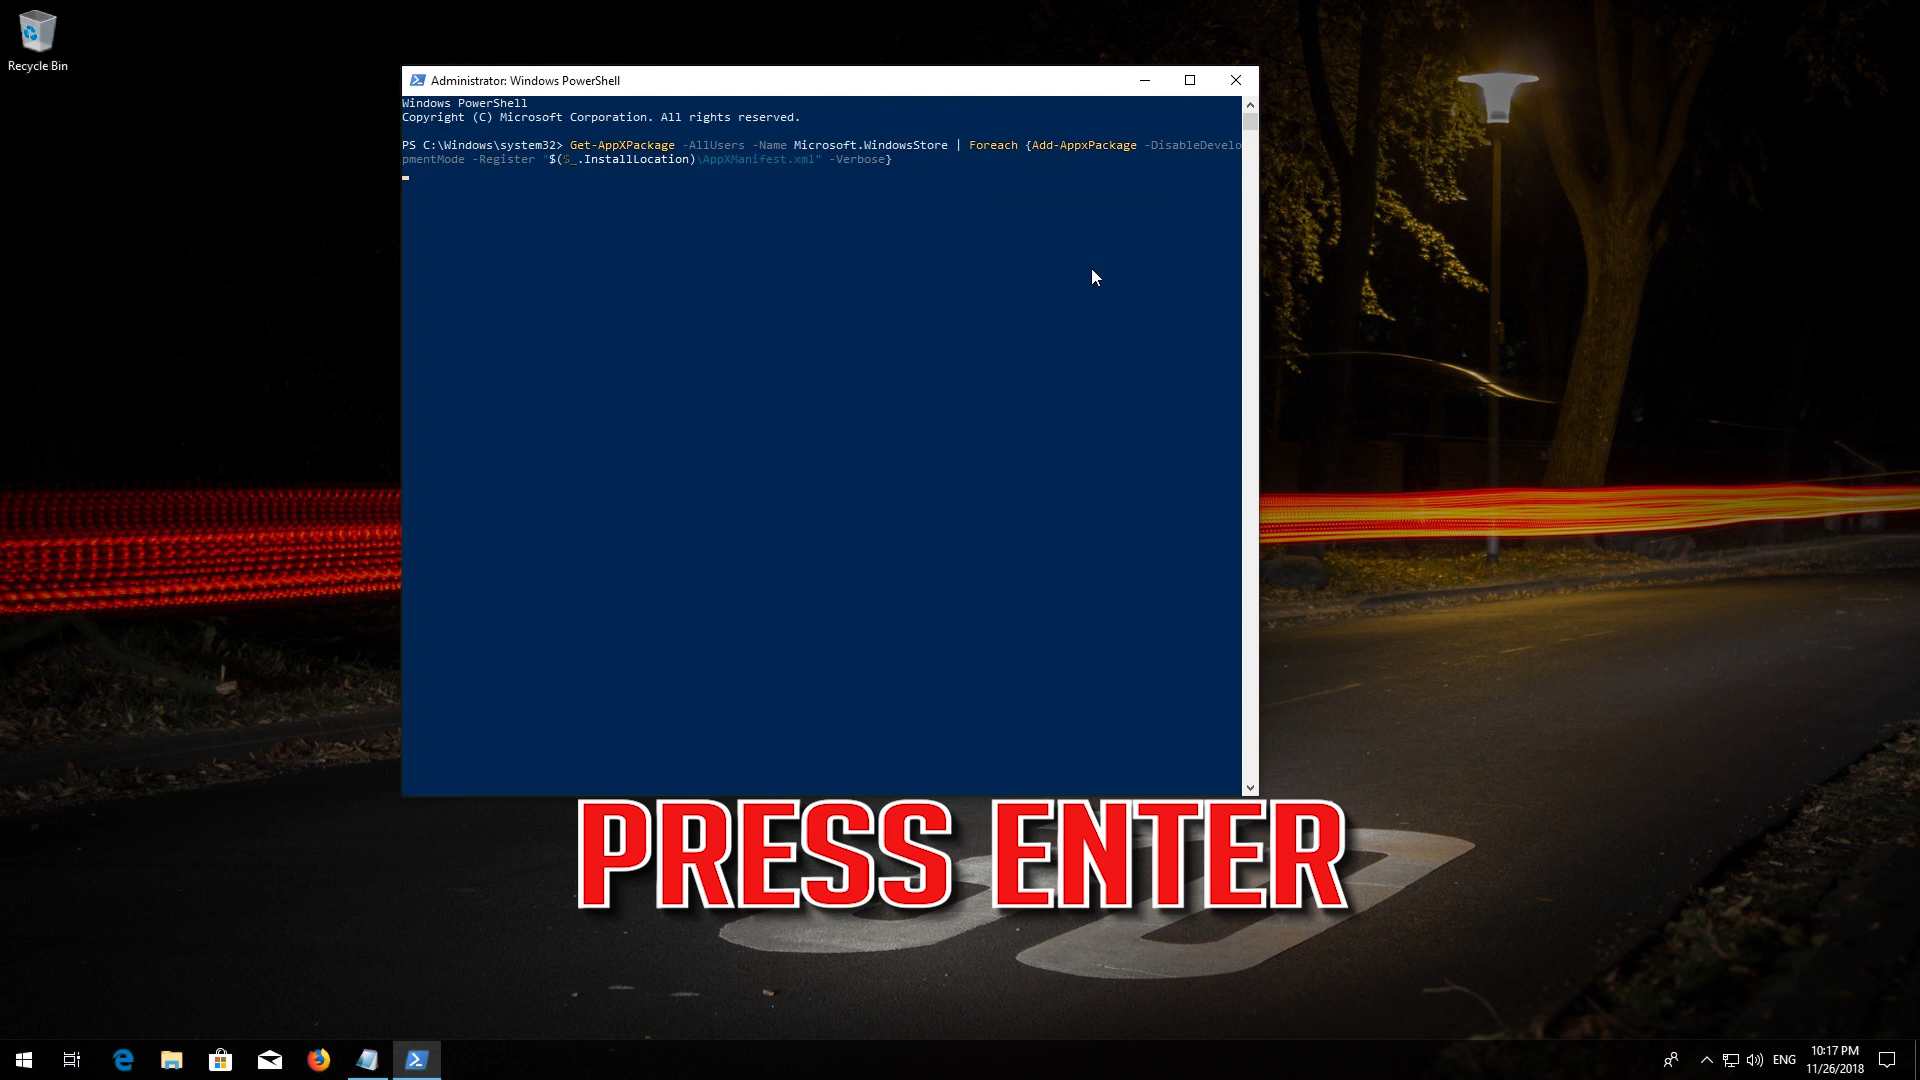 Recycle Bin
Administrator: Windows PowerShell
Windows PowerShell
Copyright (C) Microsoft Corporation. All rights reserved.
PS C:\Windows\system32> Get-AppXPackage -AllUsers -Name Microsoft.WindowsStore | Foreach {Add-AppxPackage -DisableDevelo
pmentMode -Register "$($_.InstallLocation)\AppXManifest.xml" -Verbose}
PRESS ENTER
ENG
10:17 PM
11/26/2018